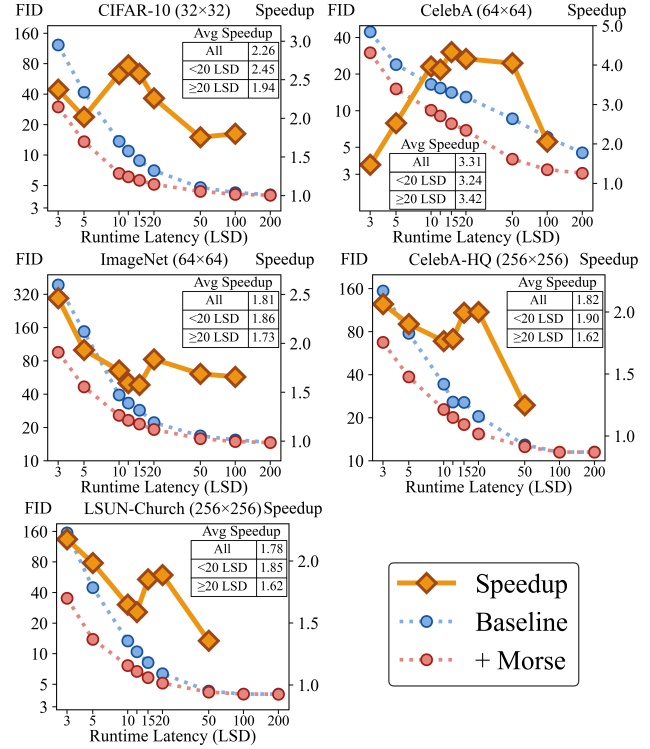 FID CIFAR-10 (32×32) Speedup
160
80
40
20
10
5
3
3.0
2.5
2.0
1.5
1.0
Avg Speedup
All 2.26
<20 LSD 2.45
≥20 LSD 1.94
3 5 10 1520 50 100 200
Runtime Latency (LSD)
FID CelebA (64×64) Speedup
40
20
10
5
3
5.0
4.0
3.0
2.0
1.0
Avg Speedup
All 3.31
<20 LSD 3.24
≥20 LSD 3.42
3 5 10 1520 50 100 200
Runtime Latency (LSD)
FID ImageNet (64×64) Speedup
320
160
80
40
20
10
2.5
2.0
1.5
1.0
Avg Speedup
All 1.81
<20 LSD 1.86
≥20 LSD 1.73
3 5 10 1520 50 100 200
Runtime Latency (LSD)
FID CelebA-HQ (256×256) Speedup
160
80
40
20
10
2.0
1.5
1.0
Avg Speedup
All 1.82
<20 LSD 1.90
≥20 LSD 1.62
3 5 10 1520 50 100 200
Runtime Latency (LSD)
FID LSUN-Church (256×256) Speedup
160
80
40
20
10
5
3
2.0
1.5
1.0
Avg Speedup
All 1.78
<20 LSD 1.85
≥20 LSD 1.62
3 5 10 1520 50 100 200
Runtime Latency (LSD)
Speedup
Baseline
+ Morse